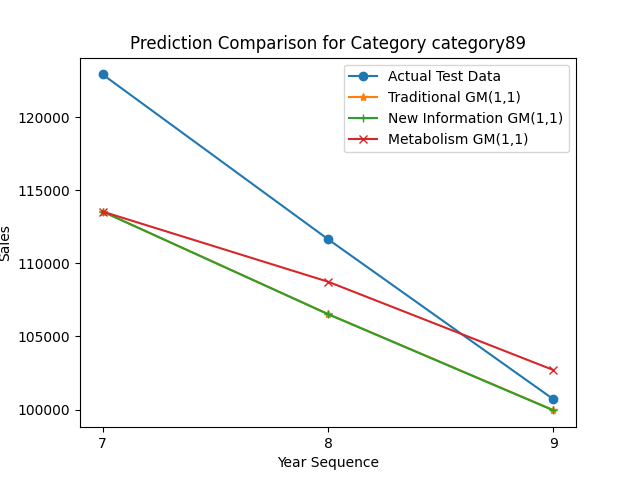 Prediction Comparison for Category category89
Actual Test Data
Traditional GM(1,1)
New Information GM(1,1)
Metabolism GM(1,1)
120000
115000
110000
105000
100000
Sales
7
8
9
Year Sequence